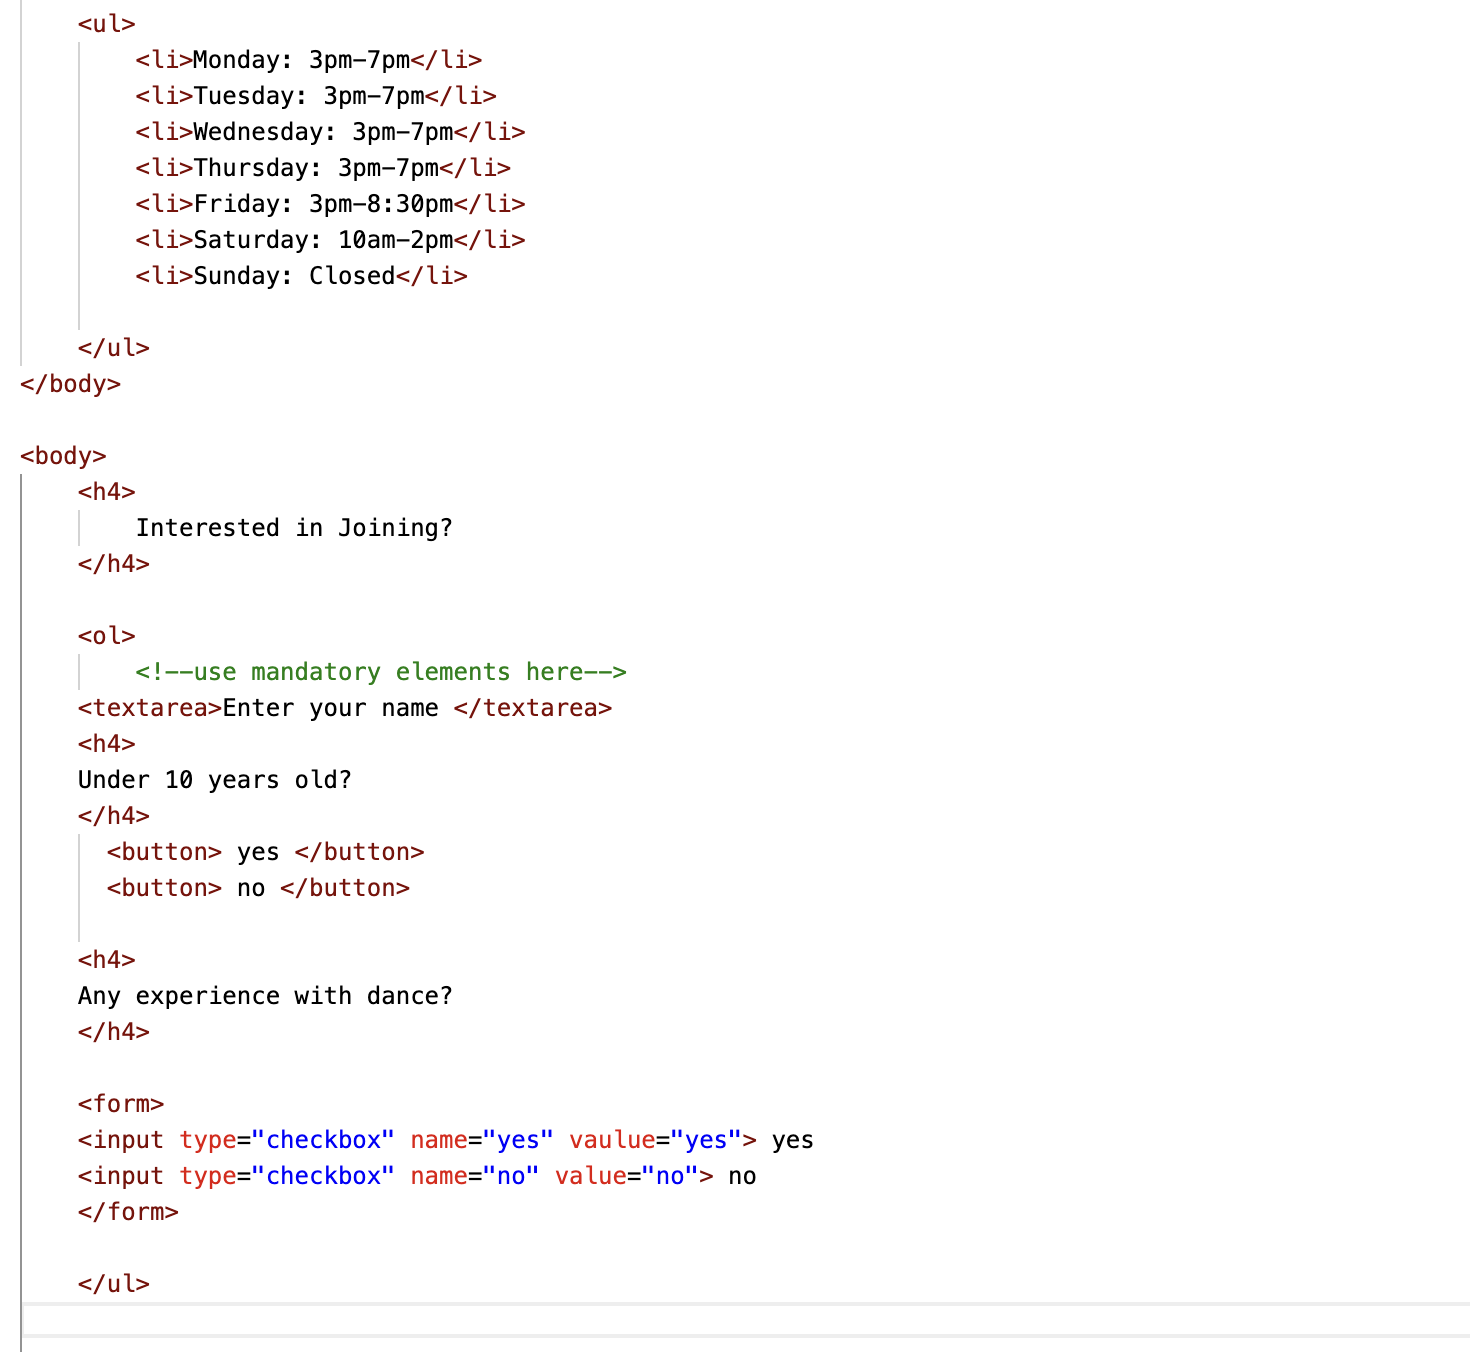 <ul>
<li>Monday: 3pm-7pm</li>
<li>Tuesday: 3pm-7pm</li>
<li>Wednesday: 3pm-7pm</li>
<li>Thursday: 3pm-7pm</li>
<li>Friday: 3pm-8:30pm</li>
<li>Saturday: 10am-2pm</li>
<li>Sunday: Closed</li>
</ul>
</body>
<body>
<h4>
Interested in Joining?
</h4>
<ol>
<!--use mandatory elements here-->
<textarea>Enter your name </textarea>
<h4>
Under 10 years old?
</h4>
<button> yes </button>
<button> no </button>
<h4>
Any experience with dance?
</h4>
<form>
<input type="checkbox" name="yes" vaulue="yes"> yes
<input type="checkbox" name="no" value="no"> no
</form>
</ul>